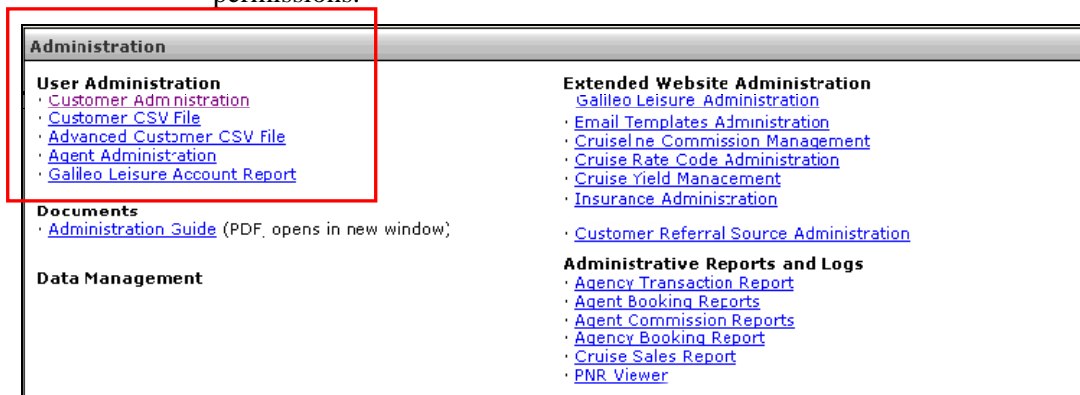 permissions.
Administration
User Administration
· Customer Administration
· Customer CSV File
· Advanced Customer CSV File
· Agent Administration
· Galileo Leisure Account Report
Documents
· Administration Guide (PDF, opens in new window)
Data Management
Extended Website Administration
Galileo Leisure Administration
· Email Templates Administration
· Cruiseline Commission Management
· Cruise Rate Code Administration
· Cruise Yield Management
· Insurance Administration
· Customer Referral Source Administration
Administrative Reports and Logs
· Agency Transaction Report
· Agent Booking Reports
· Agent Commission Reports
· Agency Booking Report
· Cruise Sales Report
· PNR Viewer